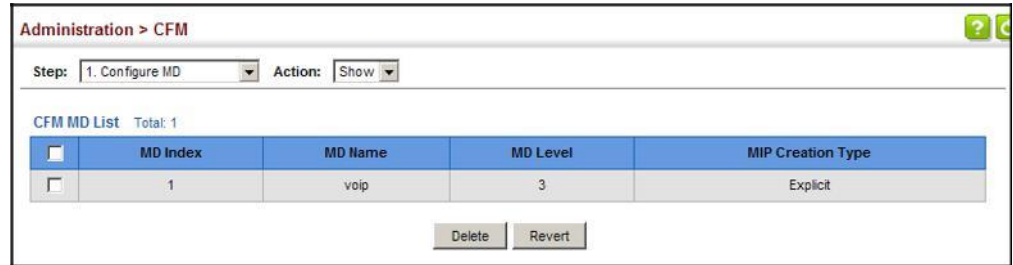 Administration > CFM
?
Step: 1. Configure MD Action: Show
CFM MD List Total: 1
MD Index MD Name MD Level MIP Creation Type
1 voip 3 Explicit
Delete Revert